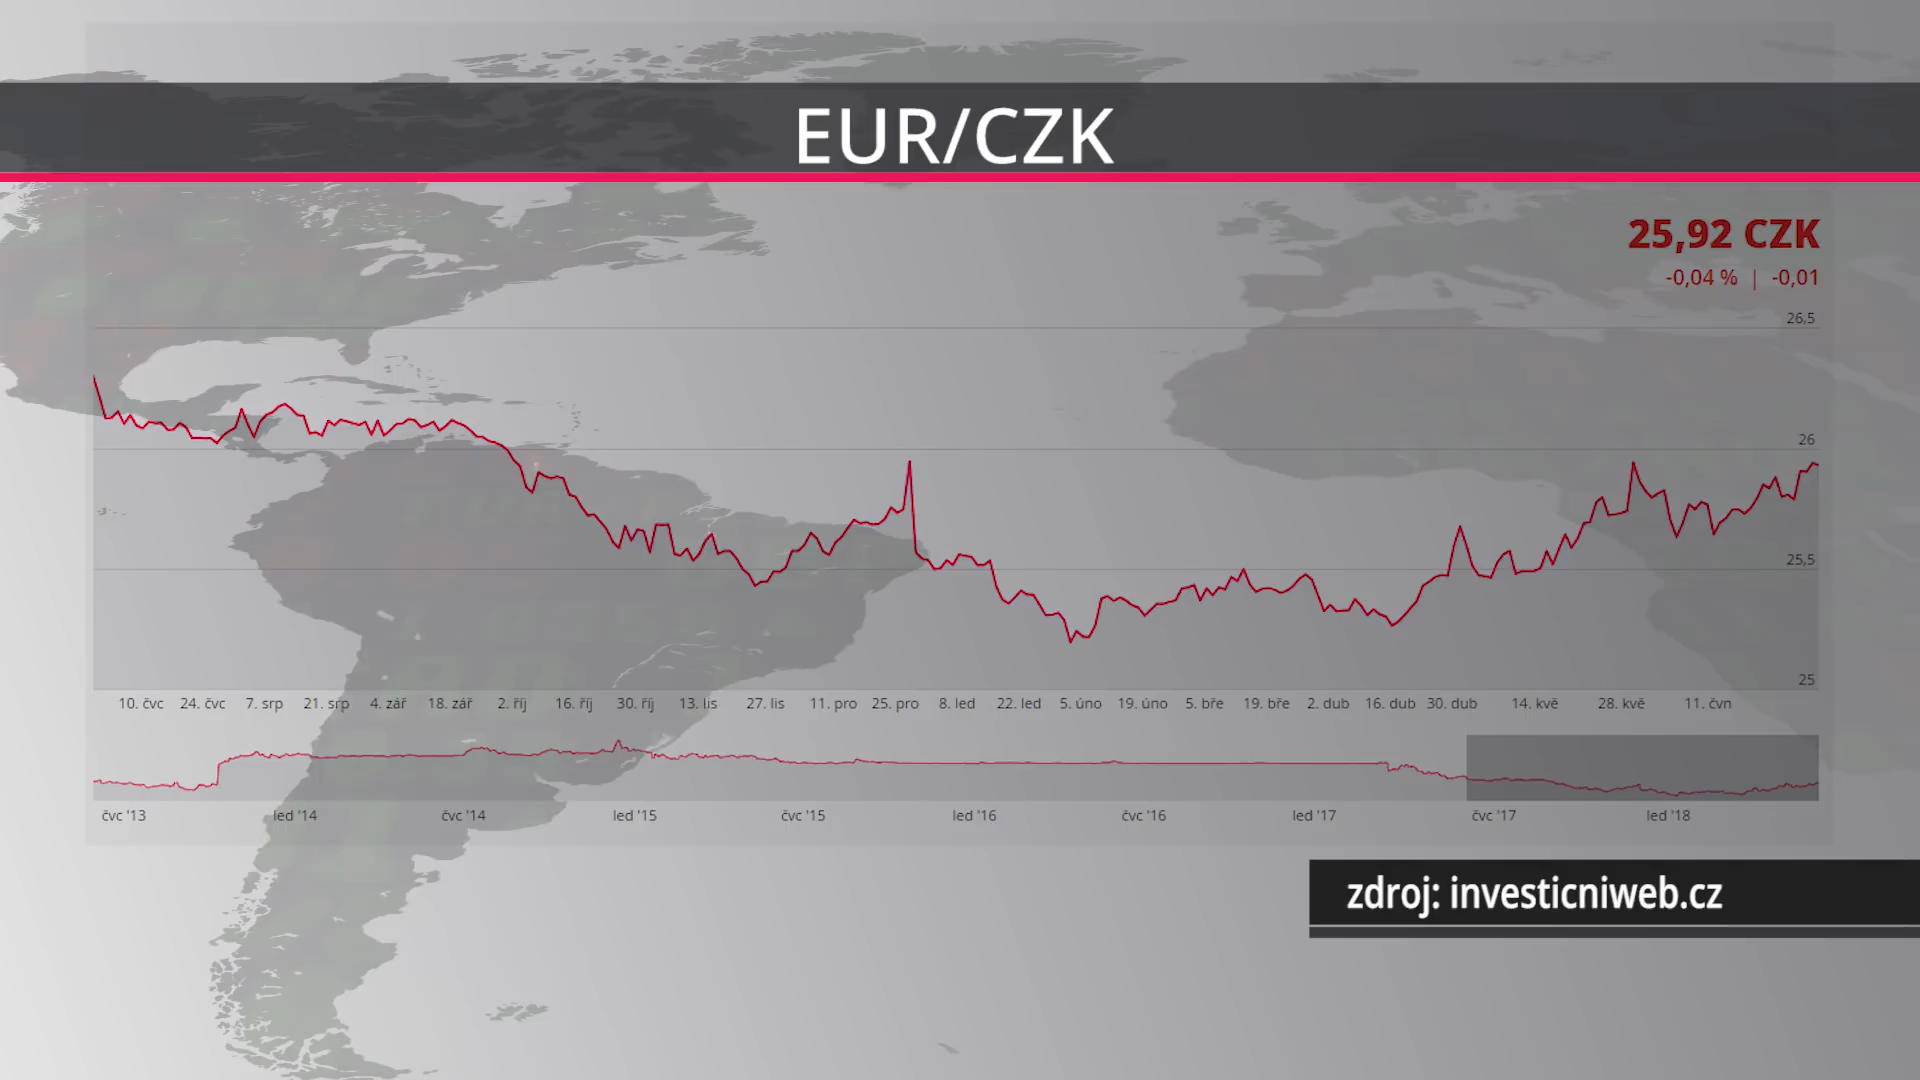 EUR/CZK
25,92 CZK
-0,04 % | -0,01
26,5
26
25,5
25
10. čvc 24. čvc 7. srp 21. srp 4. zář 18. zář 2. říj 16. říj 30. říj 13. lis 27. lis 11. pro 25. pro 8. led 22. led 5. úno 19. úno 5. bře 19. bře 2. dub 16. dub 30. dub 14. kvě 28. kvě 11. čvn
čvc '13 led '14 čvc '14 led '15 čvc '15 led '16 čvc '16 led '17 čvc '17 led '18
zdroj: investicniweb.cz